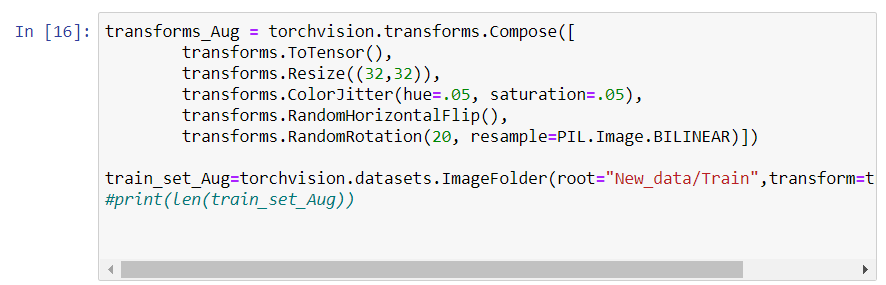 In [16]: transforms_Aug = torchvision.transforms.Compose([
transforms.ToTensor(),
transforms.Resize((32,32)),
transforms.ColorJitter(hue=.05, saturation=.05),
transforms.RandomHorizontalFlip(),
transforms.RandomRotation(20, resample=PIL.Image.BILINEAR)])
train_set_Aug=torchvision.datasets.ImageFolder(root="New_data/Train",transform=t
#print(len(train_set_Aug))